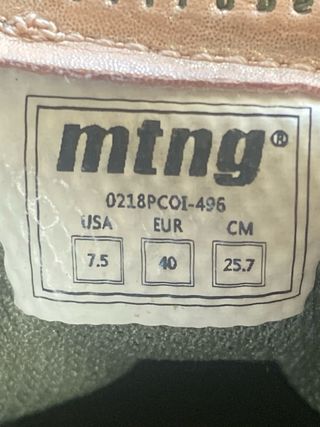 mtng®
0218PCOI-496
USA EUR CM
7.5 40 25.7